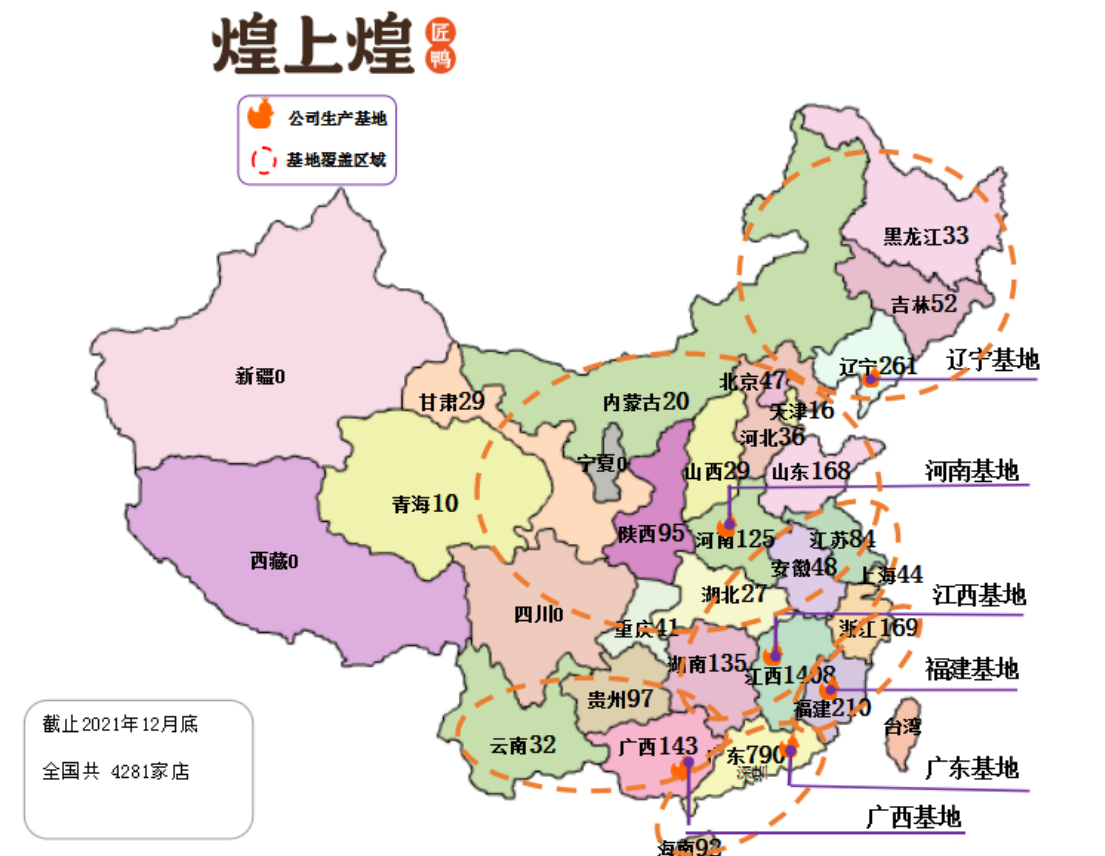 煌上煌
匠鸭
公司生产基地
基地覆盖区域
黑龙江33
吉林52
辽宁261
辽宁基地
新疆0
甘肃29
内蒙古20
北京47
天津16
河北36
宁夏0
山西29
山东168
河南基地
青海10
陕西95
河南125
江苏84
西藏0
安徽48
上海44
湖北27
江西基地
四川0
重庆41
浙江169
湖南135
江西1408
福建基地
贵州97
福建210
台湾
截止2021年12月底
云南32
广西143
广东790
全国共 4281家店
广东基地
广西基地
海南92